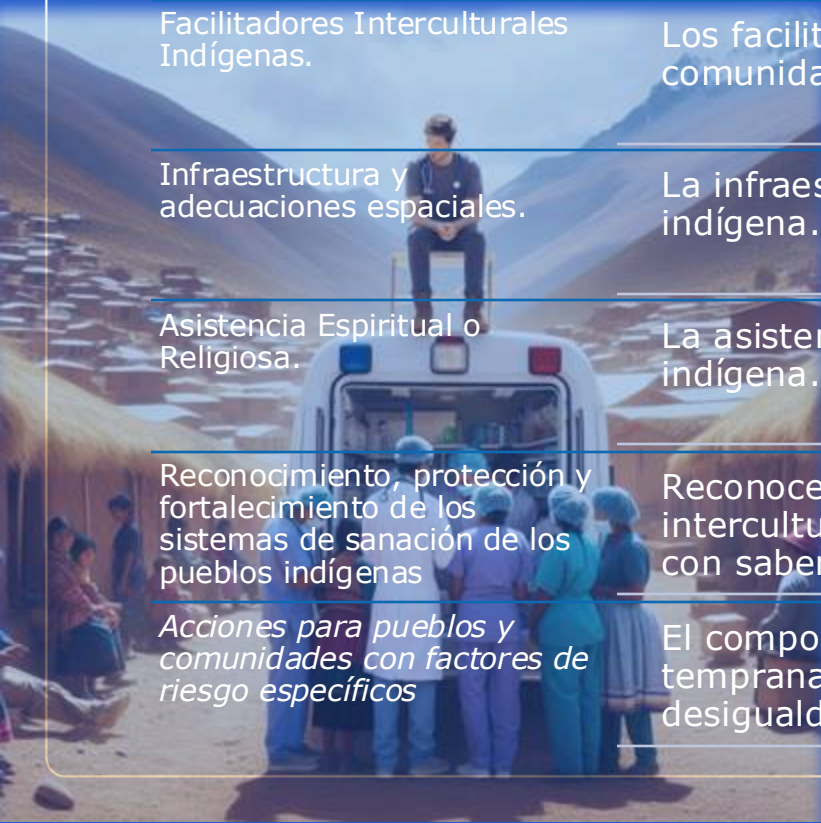 Facilitadores Interculturales
Indígenas.
Los facilit
comunida
Infraestructura y
adecuaciones espaciales.
La infraes
indígena.
Asistencia Espiritual o
Religiosa.
La asisten
indígena.
Reconocimiento, protección y
fortalecimiento de los
sistemas de sanación de los
pueblos indígenas
Reconoce
intercultu
con saber
Acciones para pueblos y
comunidades con factores de
riesgo específicos
El compo
temprana
desiguald